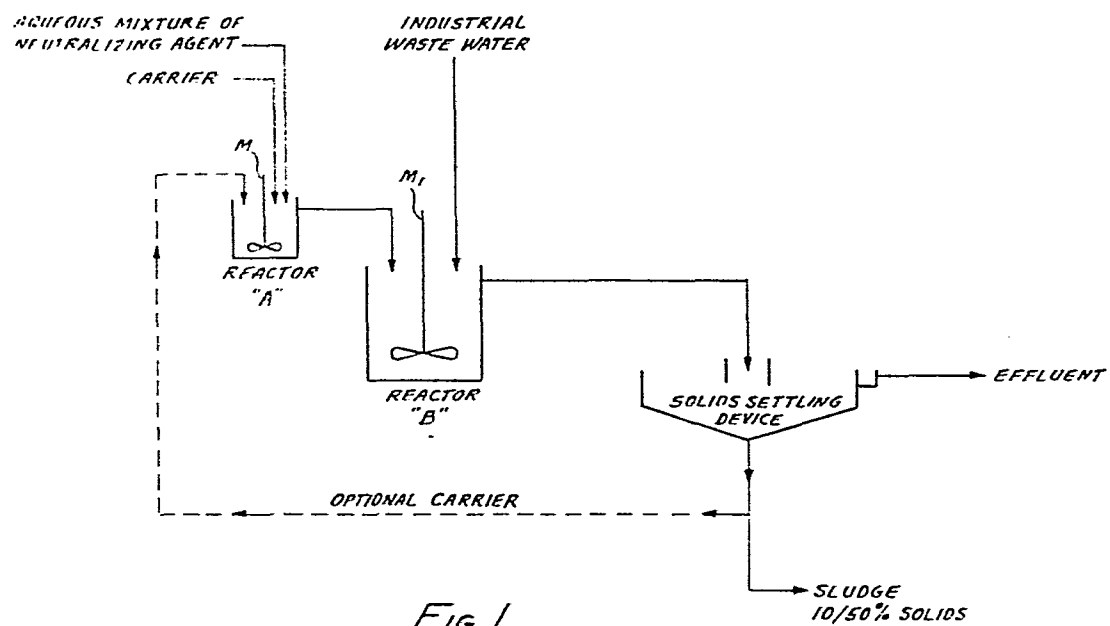 AQUEOUS MIXTURE OF
NEUTRALIZING AGENT
CARRIER
INDUSTRIAL
WASTE WATER
M
M1
REACTOR
"A"
REACTOR
"B"
SOLIDS SETTLING
DEVICE
EFFLUENT
OPTIONAL CARRIER
SLUDGE
10/50% SOLIDS
FIG. 1